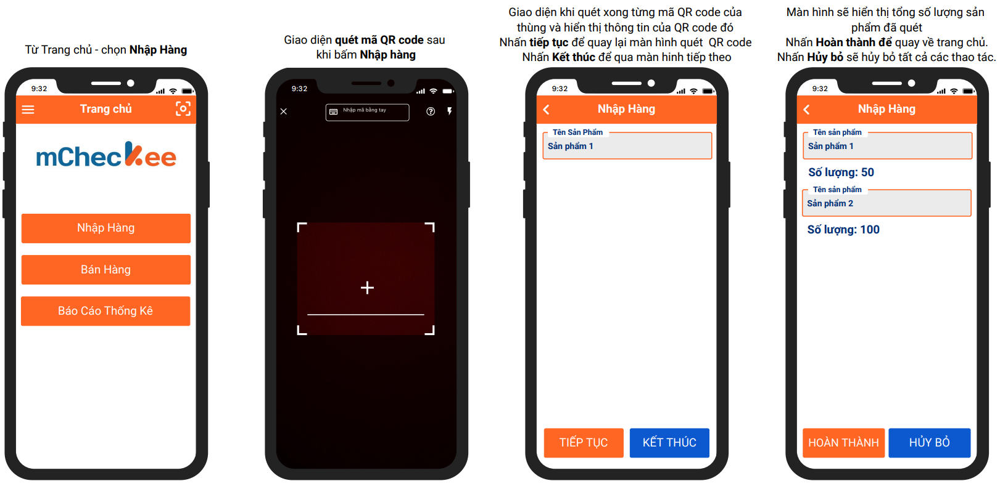 Từ Trang chủ - chọn Nhập Hàng
9:32
Trang chủ
mCheckee
Nhập Hàng
Bán Hàng
Báo Cáo Thống Kê
Giao diện quét mã QR code sau
khi bấm Nhập hàng
9:32
Nhập mã bằng tay
Giao diện khi quét xong từng mã QR code của
thùng và hiển thị thông tin của QR code đó
Nhấn tiếp tục để quay lại màn hình quét QR code
Nhấn Kết thúc để qua màn hinh tiếp theo
9:32
Nhập Hàng
Tên Sản Phẩm
Sản phẩm 1
TIẾP TỤC
KẾT THÚC
Màn hình sẽ hiển thị tổng số lượng sản
phẩm đã quét
Nhấn Hoàn thành để quay về trang chủ.
Nhấn Hủy bỏ sẽ hủy bỏ tất cả các thao tác.
9:32
Nhập Hàng
Tên sản phẩm
Sản phẩm 1
Số lượng: 50
Tên sản phẩm
Sản phẩm 2
Số lượng: 100
HOÀN THÀNH
HỦY BỎ